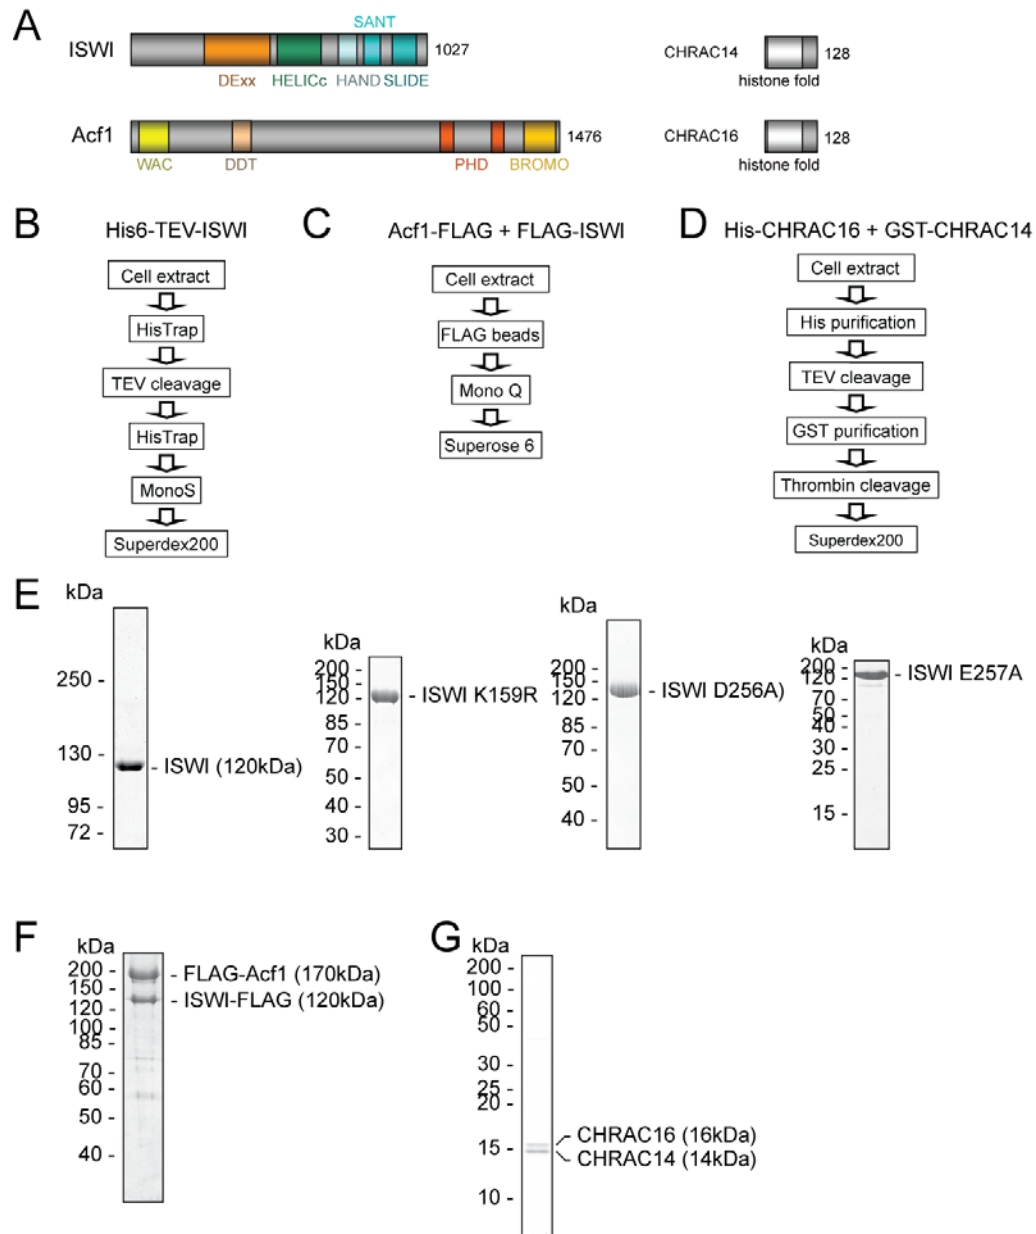 A
SANT
ISWI
1027
DExx HELICc HAND SLIDE
CHRAC14
128
histone fold
Acf1
1476
WAC DDT PHD BROMO
CHRAC16
128
histone fold
B
His6-TEV-ISWI
Cell extract
HisTrap
TEV cleavage
HisTrap
MonoS
Superdex200
C
Acf1-FLAG + FLAG-ISWI
Cell extract
FLAG beads
Mono Q
Superose 6
D
His-CHRAC16 + GST-CHRAC14
Cell extract
His purification
TEV cleavage
GST purification
Thrombin cleavage
Superdex200
E
kDa
250 -
130 -
- ISWI (120kDa)
95 -
72 -
kDa
200 -
150 -
120 -
- ISWI K159R
85 -
70 -
50 -
40 -
30 -
kDa
200 -
150 -
120 -
- ISWI D256A)
85 -
70 -
50 -
40 -
kDa
200 -
120 -
- ISWI E257A
70 -
50 -
40 -
30 -
25 -
15 -
F
kDa
200 -
- FLAG-Acf1 (170kDa)
150 -
- ISWI-FLAG (120kDa)
120 -
100 -
85 -
70 -
60 -
50 -
40 -
G
kDa
200 -
100 -
60 -
50 -
30 -
25 -
20 -
CHRAC16 (16kDa)
15 -
CHRAC14 (14kDa)
10 -